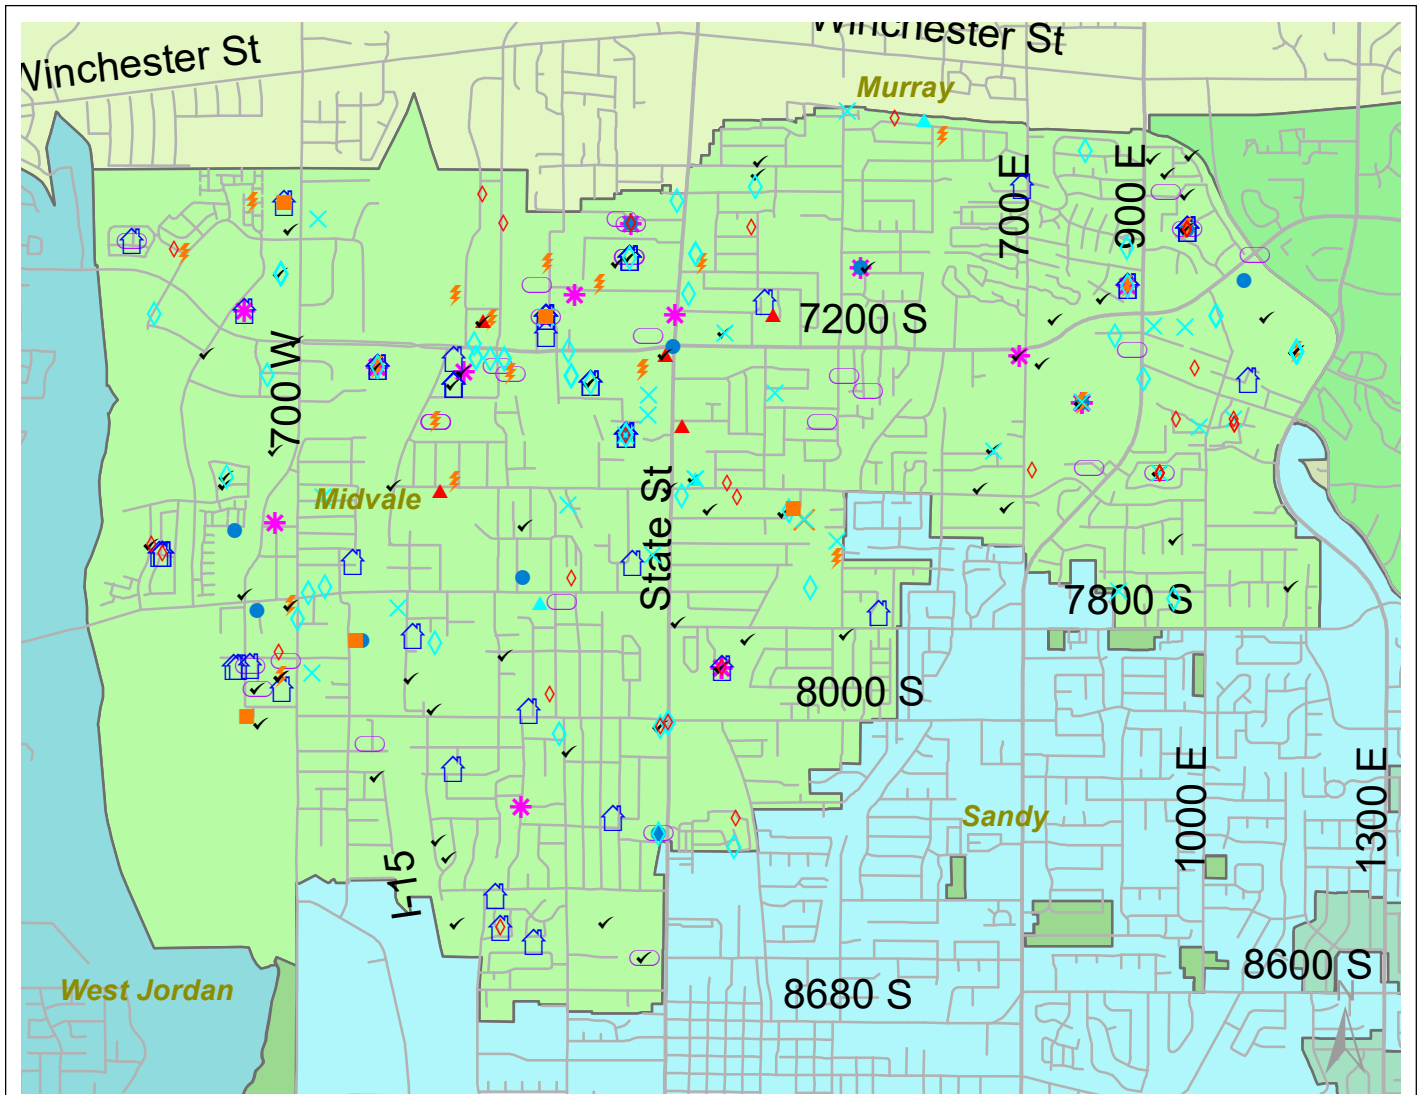 Winchester St
Winchester St
Murray
700 E
900 E
7200 S
700 W
Midvale
State St
7800 S
8000 S
Sandy
1000 E
1300 E
I-15
West Jordan
8680 S
8600 S
N